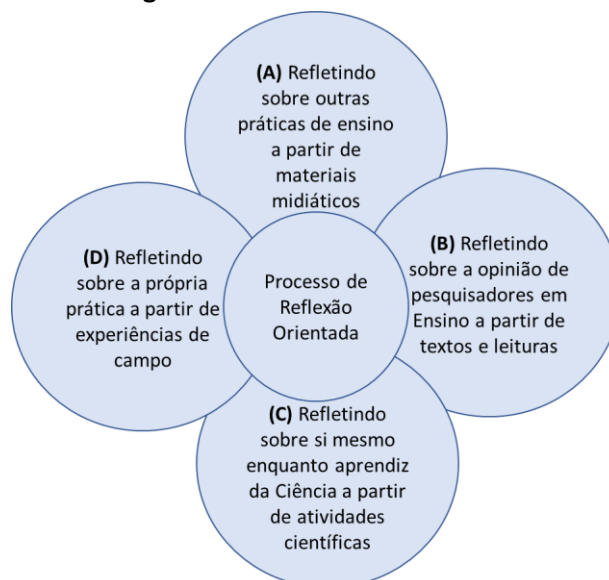 (A) Refletindo
sobre outras
práticas de ensino
a partir de
materiais
midiáticos
(B) Refletindo
sobre a opinião de
pesquisadores em
Ensino a partir de
textos e leituras
(D) Refletindo
sobre a própria
prática a partir de
experiências de
campo
Processo de
Reflexão
Orientada
(C) Refletindo
sobre si mesmo
enquanto aprendiz
da Ciência a partir
de atividades
científicas